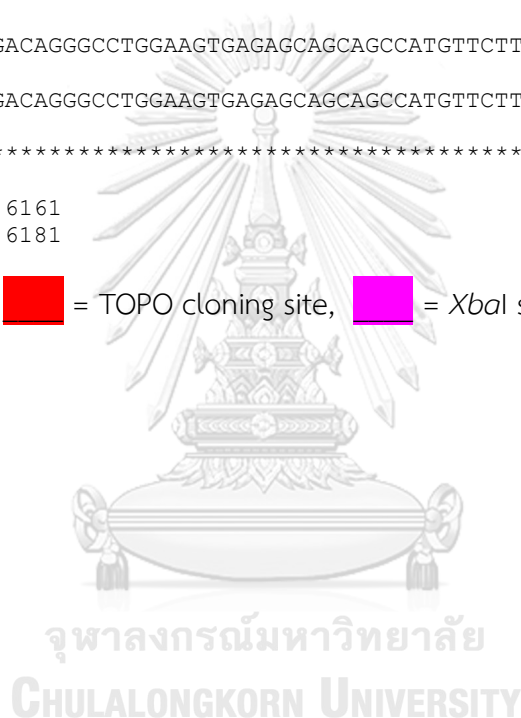 GACAGGGCCTGGAAGTGAGAGCAGCAGCCATGTTCTT
GACAGGGCCTGGAAGTGAGAGCAGCAGCCATGTTCTT
*************************************
6161
6181
= TOPO cloning site, = XbaI s
จุฬาลงกรณ์มหาวิทยาลัย
CHULALONGKORN UNIVERSITY